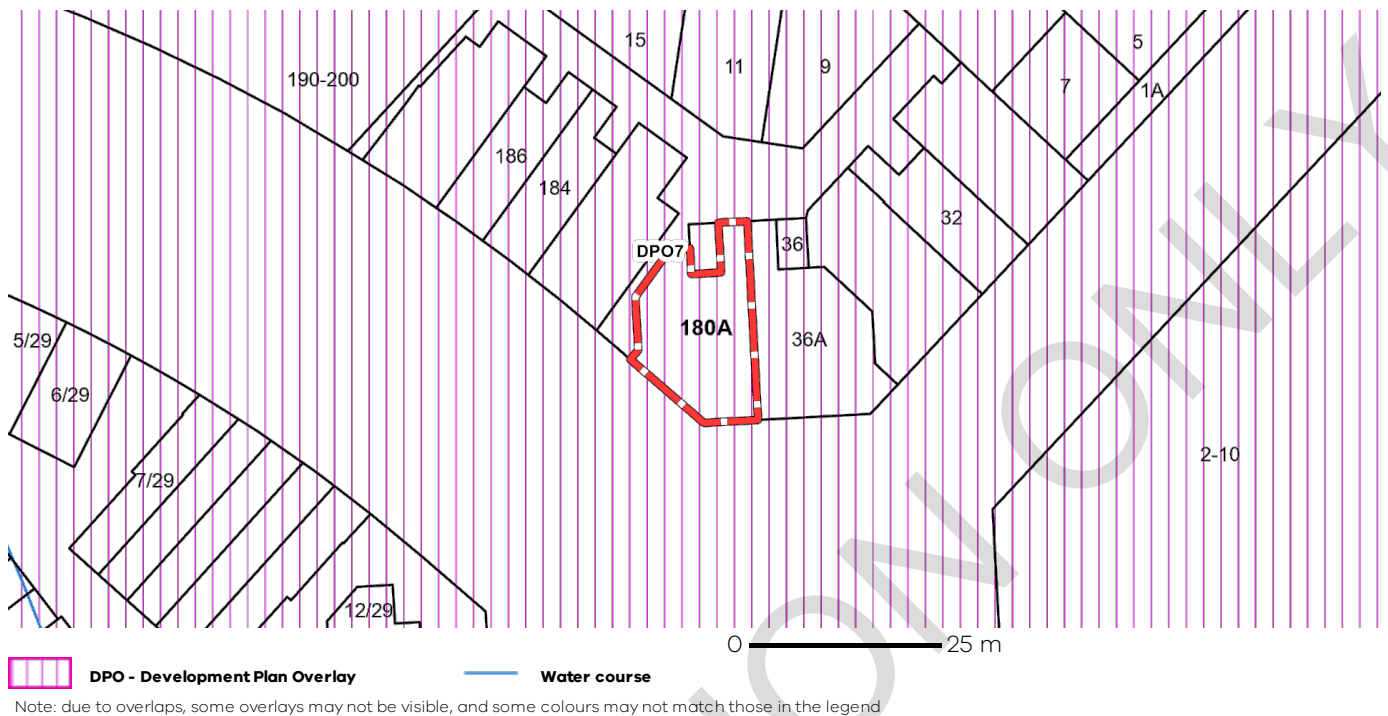 15
5
11
9
190-200
7
1A
186
184
32
36
DPO7
180A
36A
5/29
6/29
2-10
7/29
12/29
0 25 m
DPO - Development Plan Overlay
Water course
Note: due to overlaps, some overlays may not be visible, and some colours may not match those in the legend
ON ONLY